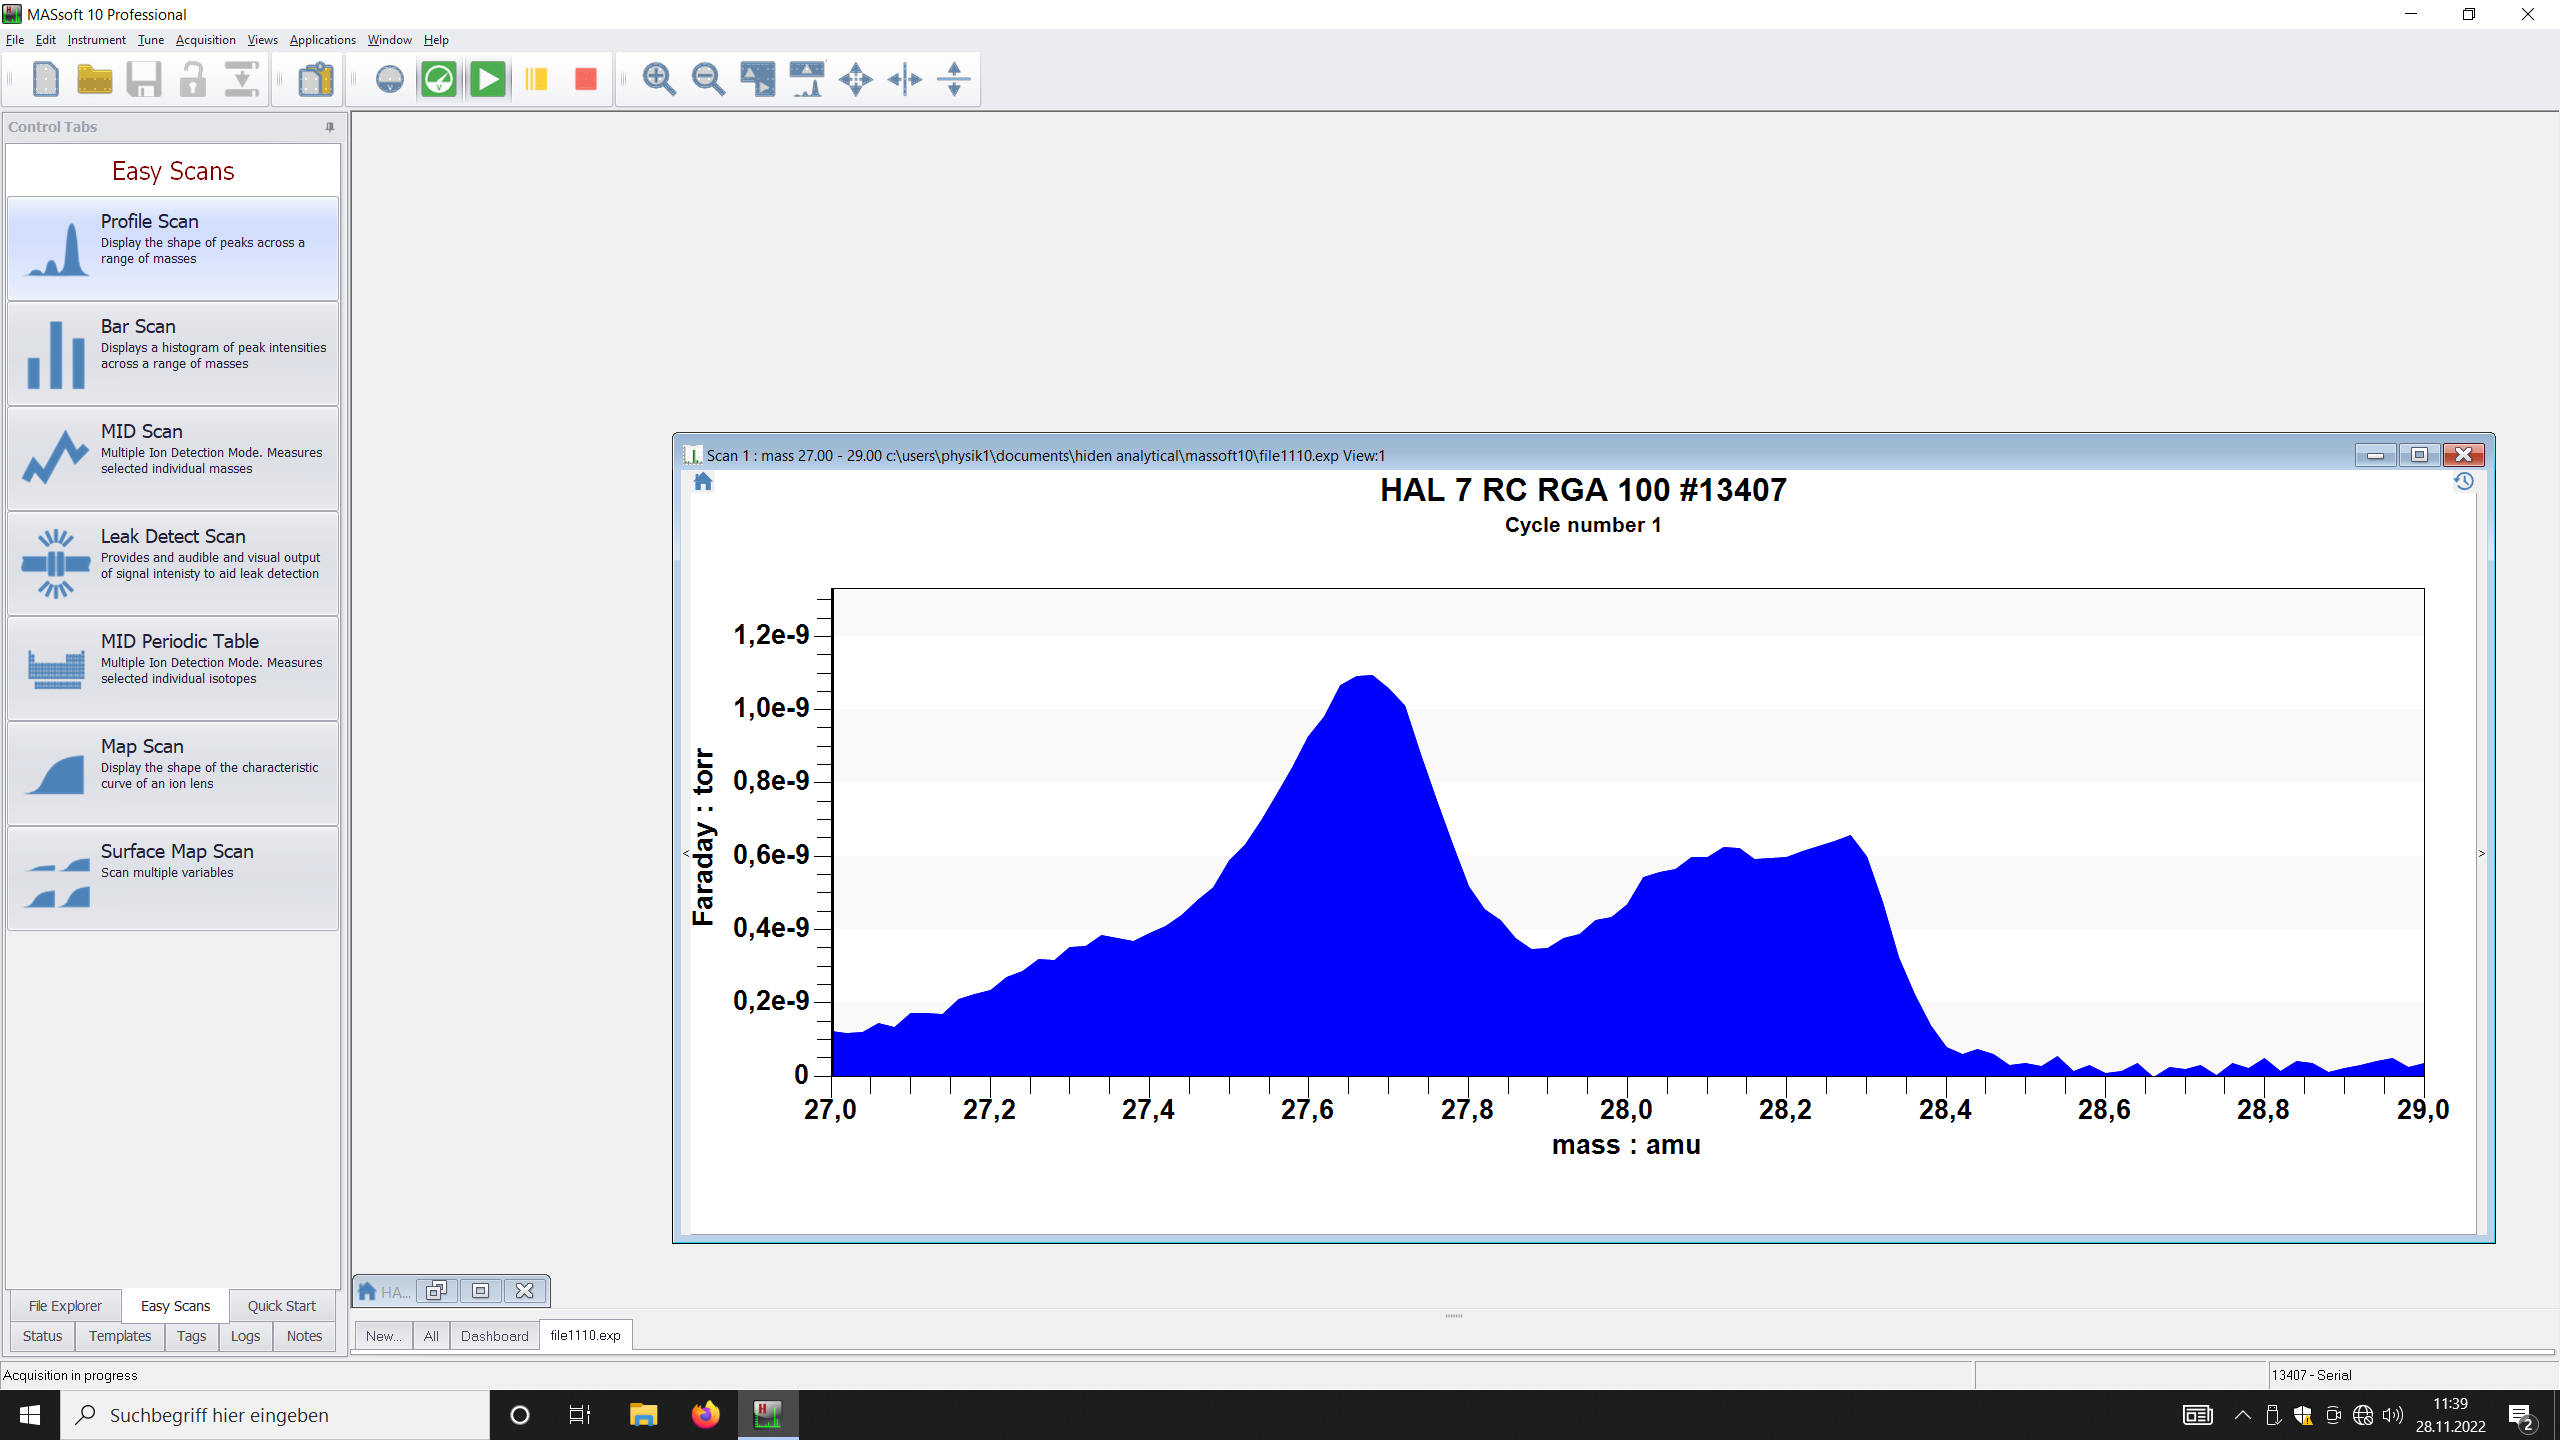 MASsoft 10 Professional
File Edit Instrument Tune Acquisition Views Applications Window Help
Control Tabs
Easy Scans
Profile Scan
Display the shape of peaks across a
range of masses
Bar Scan
Displays a histogram of peak intensities
across a range of masses
MID Scan
Multiple Ion Detection Mode. Measures
selected individual masses
Leak Detect Scan
Provides and audible and visual output
of signal intenisty to aid leak detection
MID Periodic Table
Multiple Ion Detection Mode. Measures
selected individual isotopes
Map Scan
Display the shape of the characteristic
curve of an ion lens
Surface Map Scan
Scan multiple variables
File Explorer Easy Scans Quick Start
Status Templates Tags Logs Notes
Scan 1 : mass 27.00 - 29.00 c:\users\physik1\documents\hiden analytical\massoft10\file1110.exp View:1
HAL 7 RC RGA 100 #13407
Cycle number 1
Faraday : torr
1,2e-9
1,0e-9
0,8e-9
0,6e-9
0,4e-9
0,2e-9
0
27,0 27,2 27,4 27,6 27,8 28,0 28,2 28,4 28,6 28,8 29,0
mass : amu
< >
HA...
New... All Dashboard file1110.exp
Acquisition in progress
13407 - Serial
Suchbegriff hier eingeben
11:39
28.11.2022
2